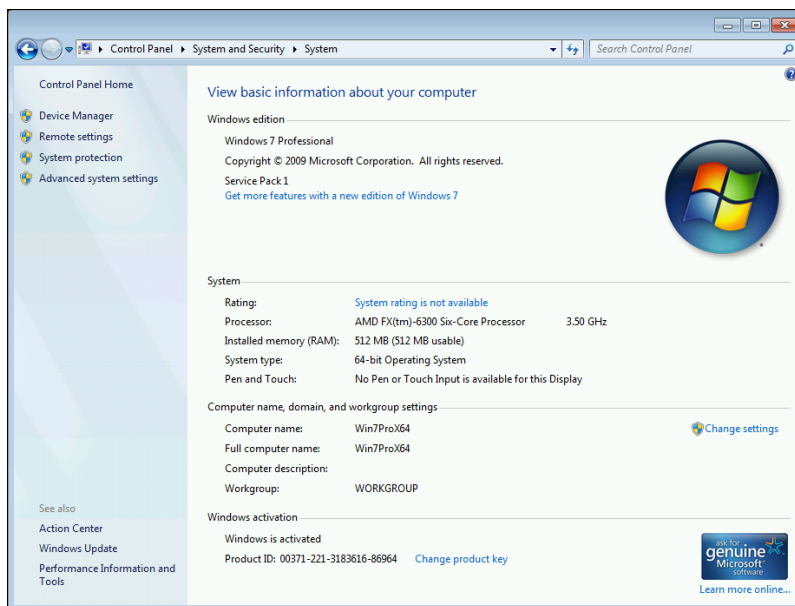 Control Panel ▸ System and Security ▸ System
Search Control Panel
Control Panel Home
Device Manager
Remote settings
System protection
Advanced system settings
See also
Action Center
Windows Update
Performance Information and
Tools
View basic information about your computer
Windows edition
Windows 7 Professional
Copyright © 2009 Microsoft Corporation. All rights reserved.
Service Pack 1
Get more features with a new edition of Windows 7
System
Rating: System rating is not available
Processor: AMD FX(tm)-6300 Six-Core Processor 3.50 GHz
Installed memory (RAM): 512 MB (512 MB usable)
System type: 64-bit Operating System
Pen and Touch: No Pen or Touch Input is available for this Display
Computer name, domain, and workgroup settings
Computer name: Win7ProX64
Change settings
Full computer name: Win7ProX64
Computer description:
Workgroup: WORKGROUP
Windows activation
Windows is activated
Product ID: 00371-221-3183616-86964 Change product key
ask for
genuine
Microsoft
software
Learn more online...